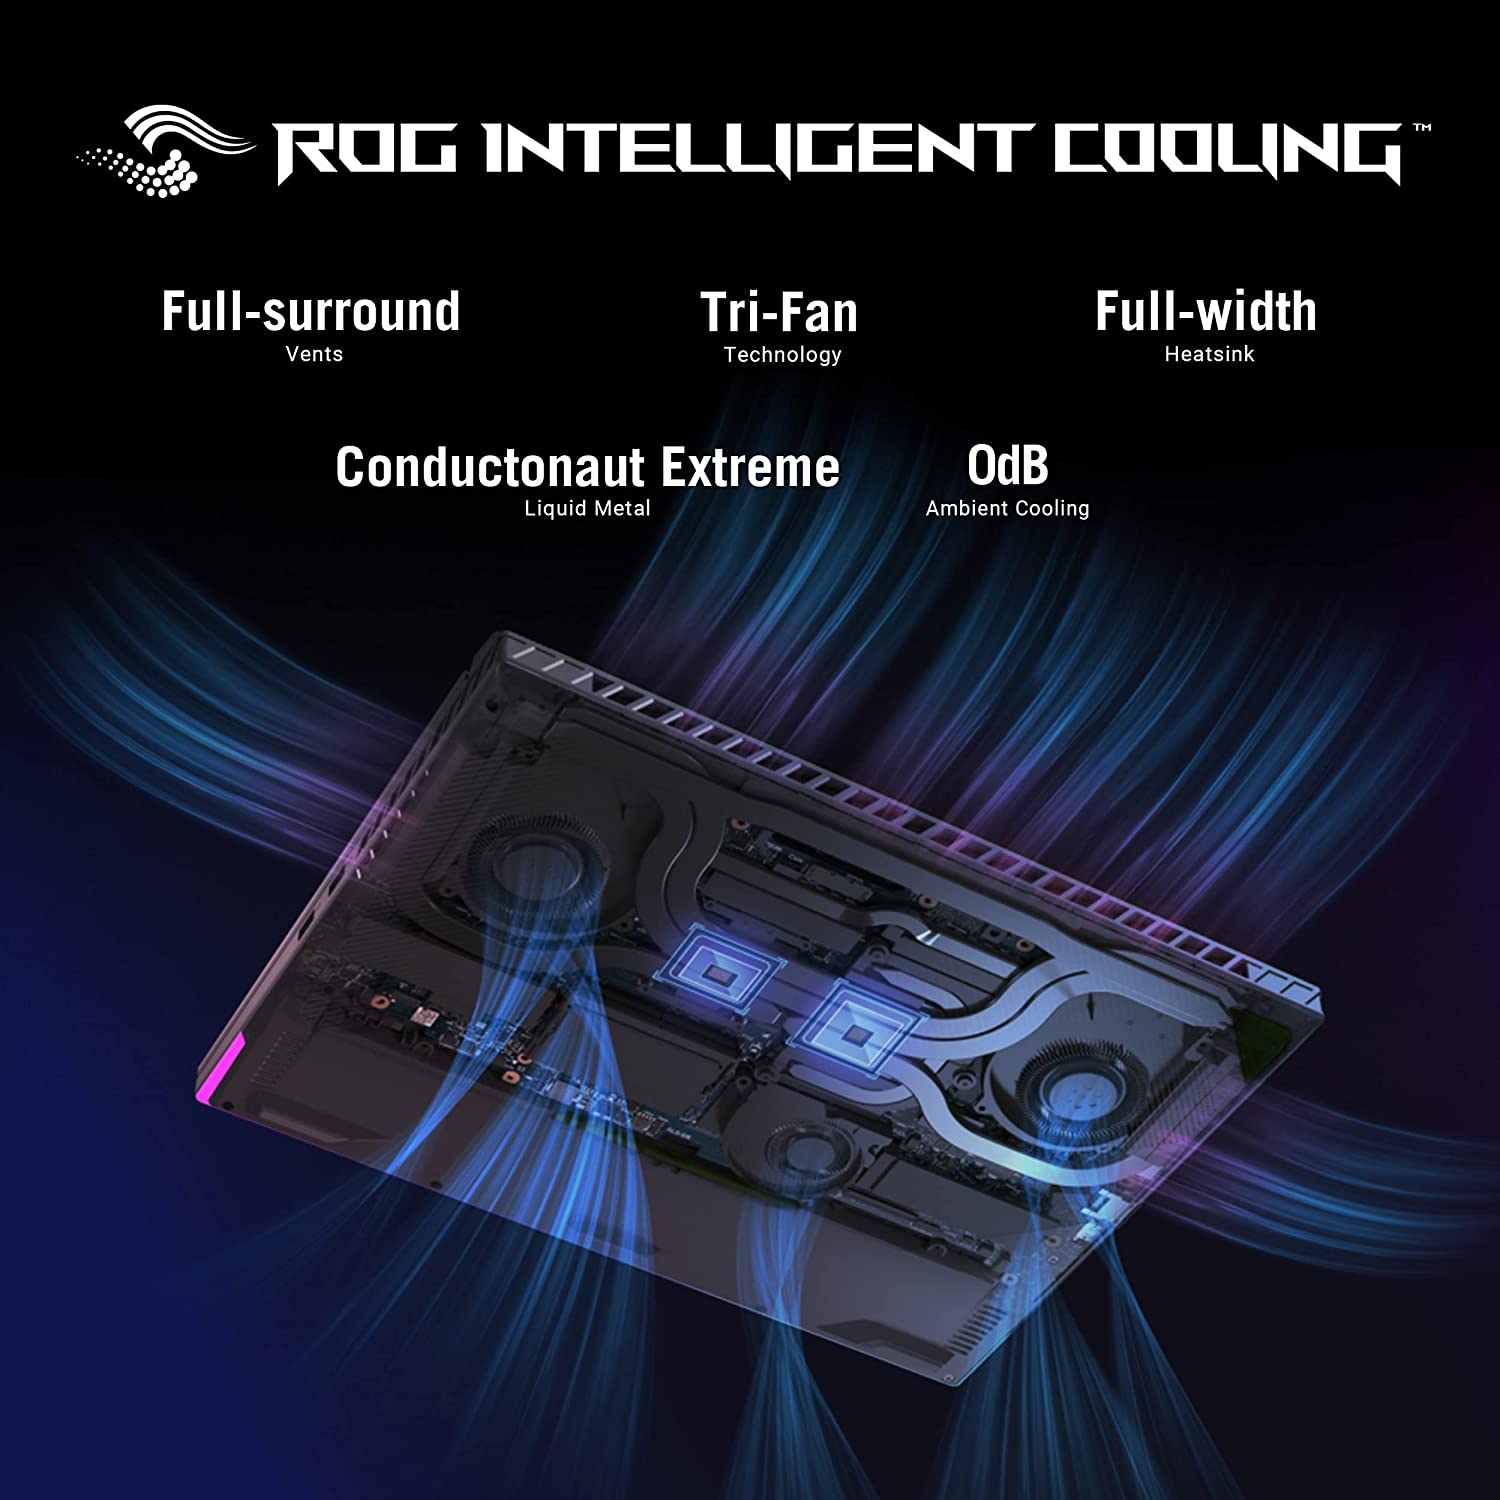 ROG INTELLIGENT COOLING™
Full-surround
Vents
Tri-Fan
Technology
Full-width
Heatsink
Conductonaut Extreme
Liquid Metal
0dB
Ambient Cooling